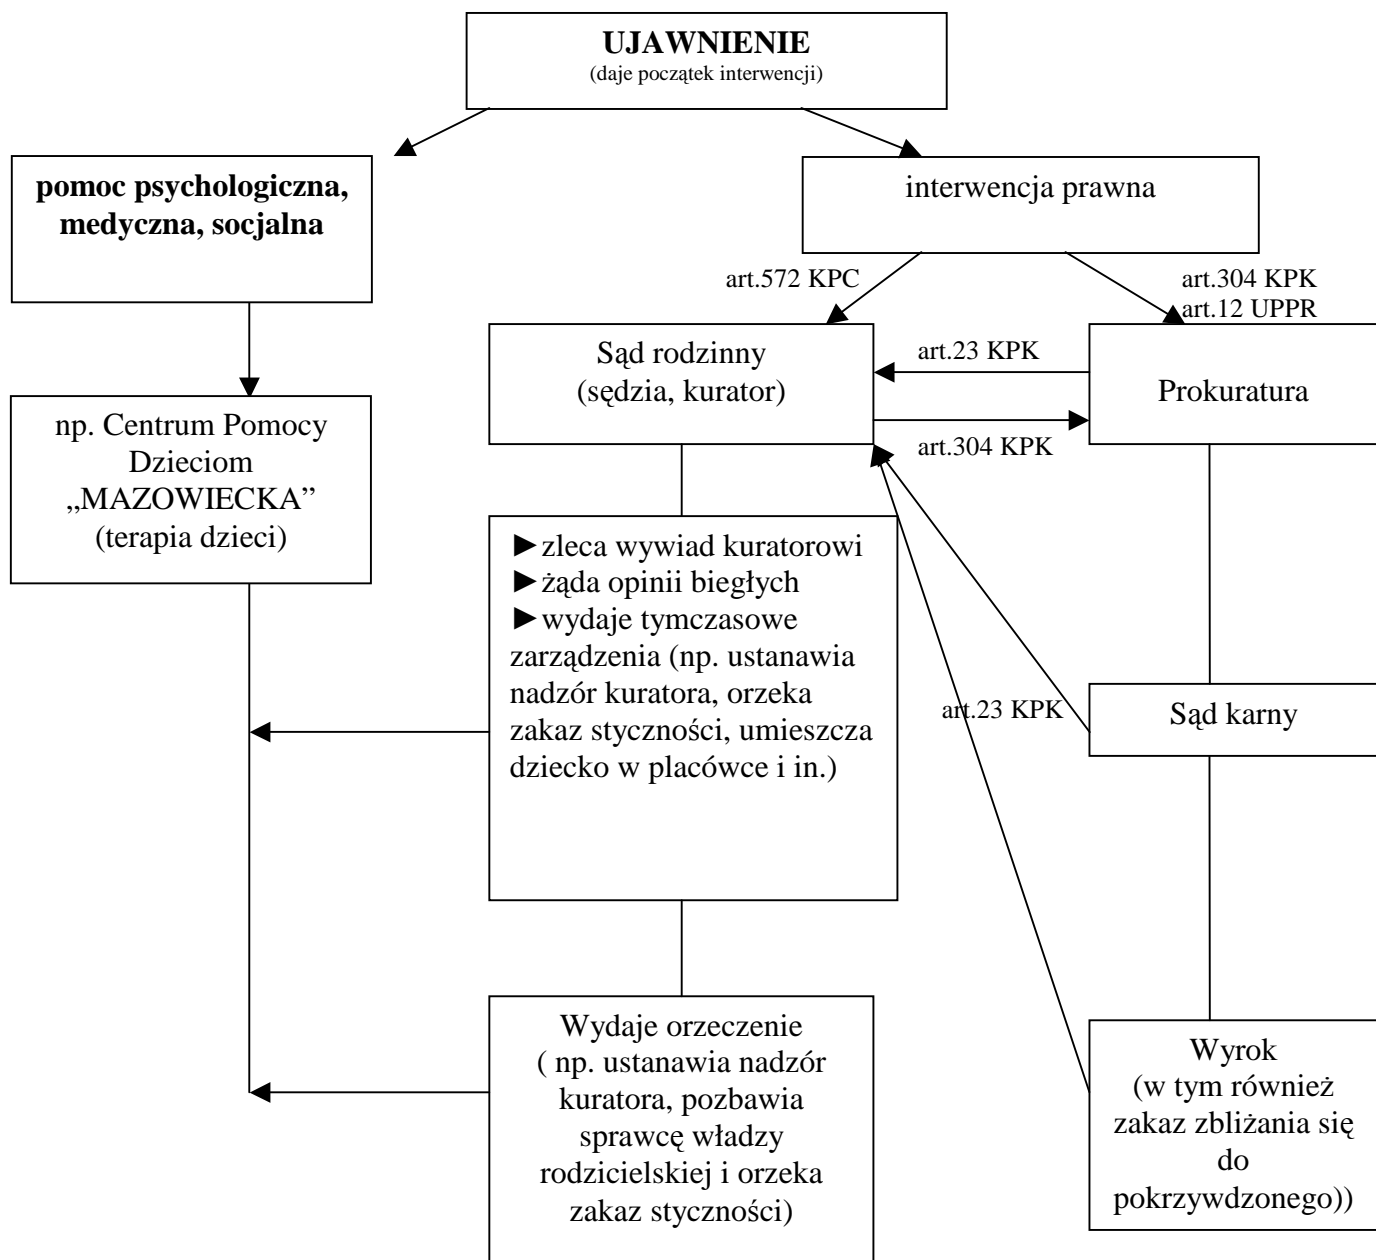 UJAWNIENIE
(daje początek interwencji)
pomoc psychologiczna,
medyczna, socjalna
interwencja prawna
art.572 KPC
art.304 KPK
art.12 UPPR
Sąd rodzinny
(sędzia, kurator)
art.23 KPK
art.304 KPK
Prokuratura
np. Centrum Pomocy
Dzieciom
„MAZOWIECKA”
(terapia dzieci)
►zleca wywiad kuratorowi
►żąda opinii biegłych
►wydaje tymczasowe
zarządzenia (np. ustanawia
nadzór kuratora, orzeka
zakaz styczności, umieszcza
dziecko w placówce i in.)
art.23 KPK
Sąd karny
Wydaje orzeczenie
( np. ustanawia nadzór
kuratora, pozbawia
sprawcę władzy
rodzicielskiej i orzeka
zakaz styczności)
Wyrok
(w tym również
zakaz zbliżania się
do
pokrzywdzonego))